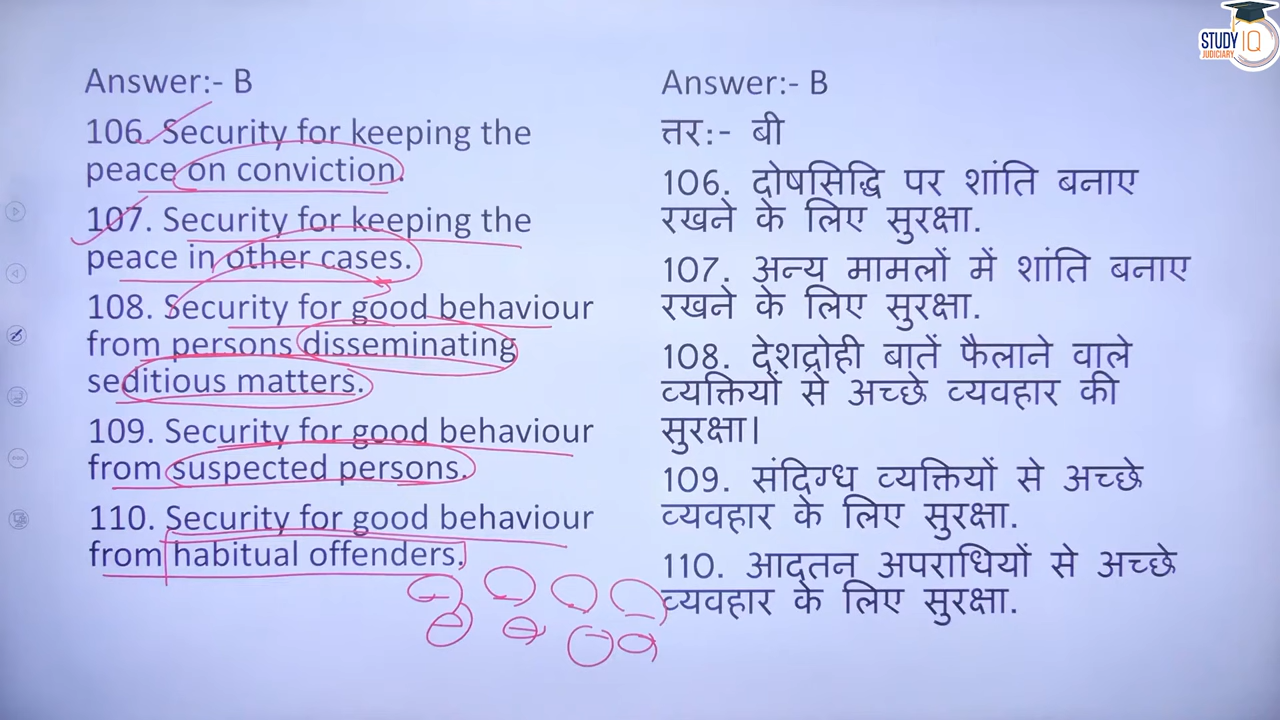 STUDY IQ
JUDICIARY
Answer:- B
106. Security for keeping the
peace on conviction.
107. Security for keeping the
peace in other cases.
108. Security for good behaviour
from persons disseminating
seditious matters.
109. Security for good behaviour
from suspected persons.
110. Security for good behaviour
from habitual offenders.
Answer:- B
त्तर:- बी
106. दोषसिद्धि पर शांति बनाए
रखने के लिए सुरक्षा.
107. अन्य मामलों में शांति बनाए
रखने के लिए सुरक्षा.
108. देशद्रोही बातें फैलाने वाले
व्यक्तियों से अच्छे व्यवहार की
सुरक्षा।
109. संदिग्ध व्यक्तियों से अच्छे
व्यवहार के लिए सुरक्षा.
110. आदतन अपराधियों से अच्छे
व्यवहार के लिए सुरक्षा.